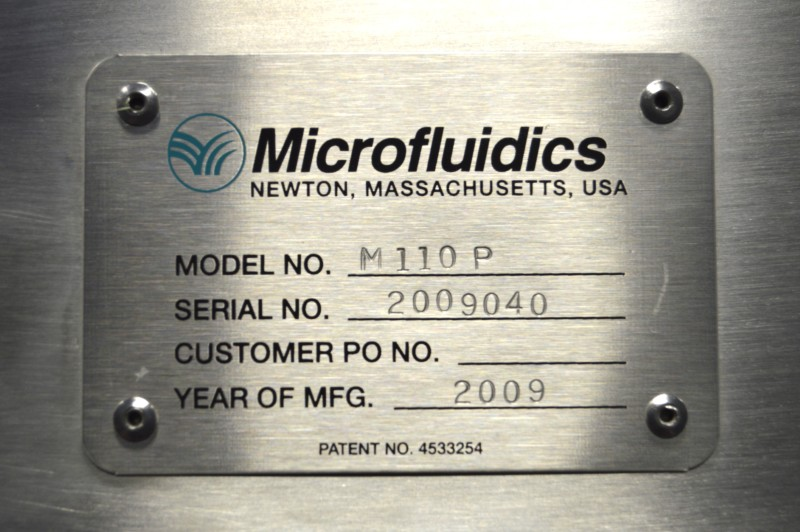 Microfluidics
NEWTON, MASSACHUSETTS, USA
MODEL NO. M110P
SERIAL NO. 2009040
CUSTOMER PO NO.
YEAR OF MFG. 2009
PATENT NO. 4533254